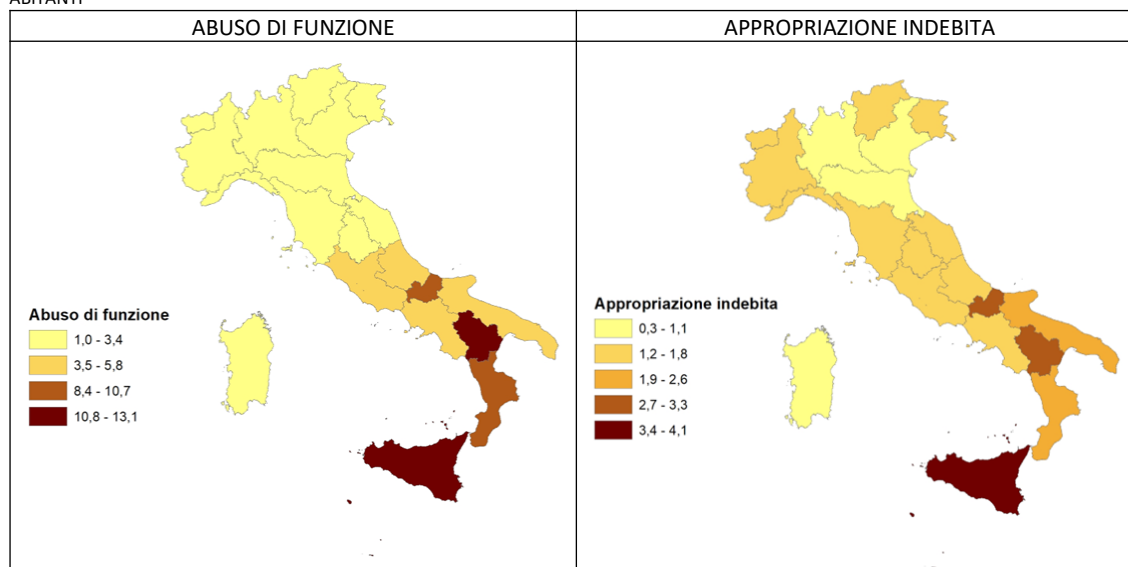 ABITANTI
ABUSO DI FUNZIONE
APPROPRIAZIONE INDEBITA
Abuso di funzione
1,0 - 3,4
3,5 - 5,8
8,4 - 10,7
10,8 - 13,1
Appropriazione indebita
0,3 - 1,1
1,2 - 1,8
1,9 - 2,6
2,7 - 3,3
3,4 - 4,1